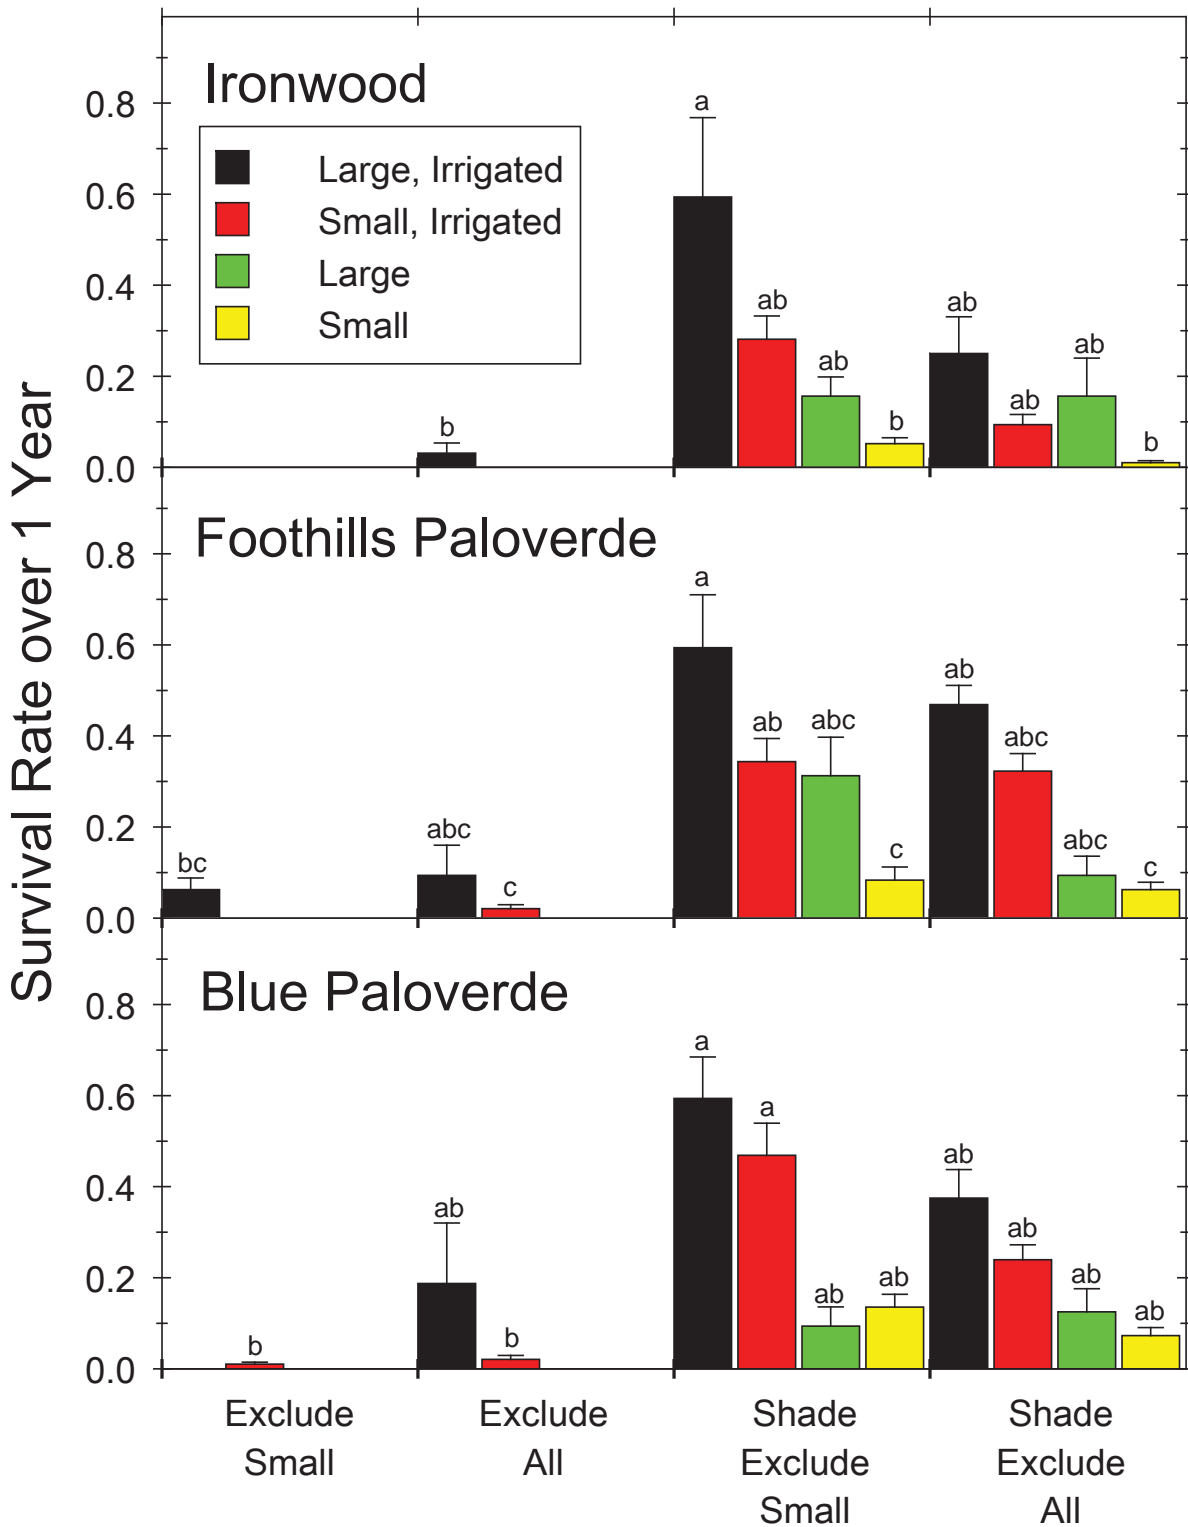 Survival Rate over 1 Year
Ironwood
Large, Irrigated
Small, Irrigated
Large
Small
0.8
0.6
0.4
0.2
0.0
b
a
ab
ab
b
ab
ab
ab
b
Foothills Paloverde
0.8
0.6
0.4
0.2
0.0
bc
abc
c
a
ab
abc
c
ab
abc
abc
c
Blue Paloverde
0.8
0.6
0.4
0.2
0.0
b
ab
b
a
a
ab
ab
ab
ab
ab
ab
Exclude
Small
Exclude
All
Shade
Exclude
Small
Shade
Exclude
All